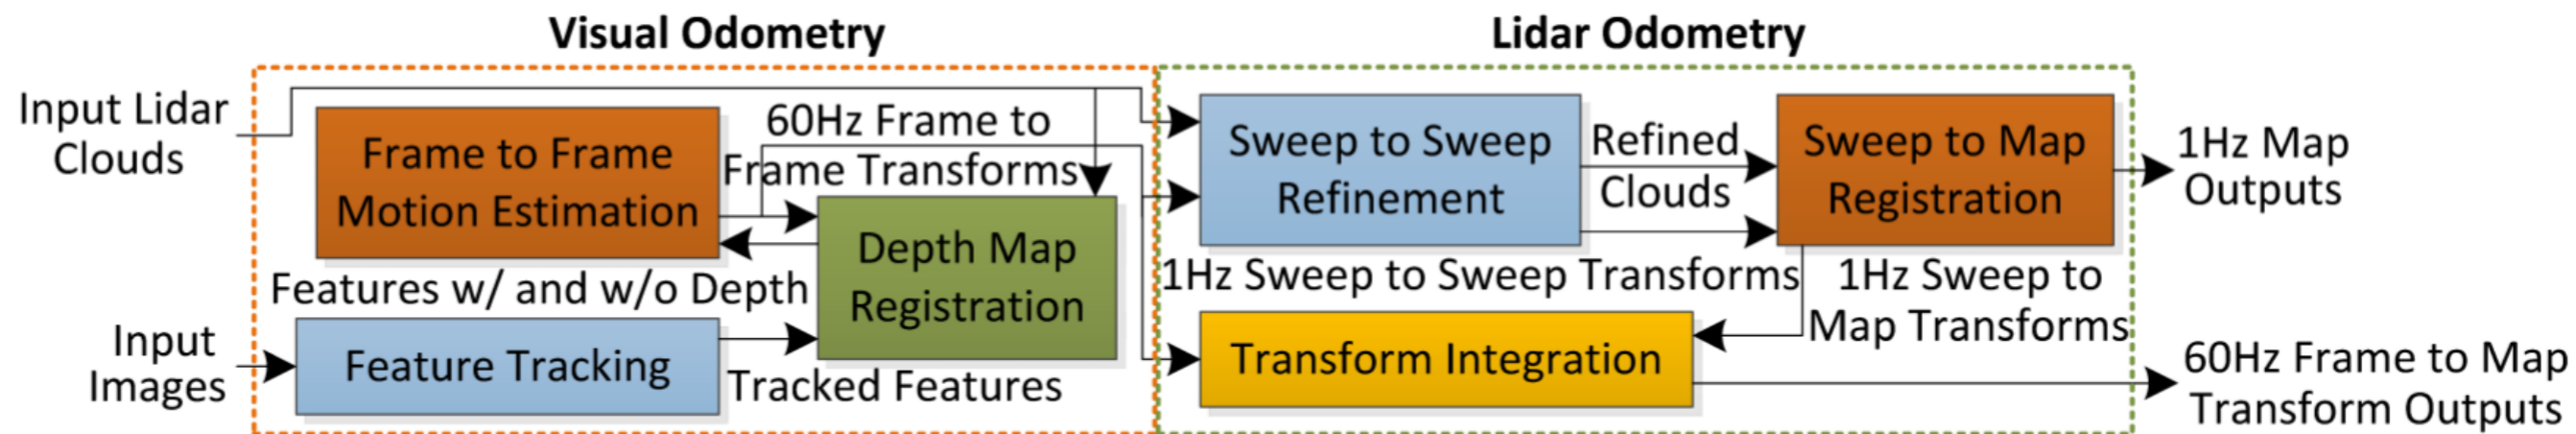 Visual Odometry
Lidar Odometry
Input Lidar
Clouds
Frame to Frame
Motion Estimation
60Hz Frame to
Frame Transforms
Depth Map
Registration
Features w/ and w/o Depth
Input
Images
Feature Tracking
Tracked Features
Sweep to Sweep
Refinement
Refined
Clouds
Sweep to Map
Registration
1Hz Map
Outputs
1Hz Sweep to Sweep Transforms
1Hz Sweep to
Map Transforms
Transform Integration
60Hz Frame to Map
Transform Outputs